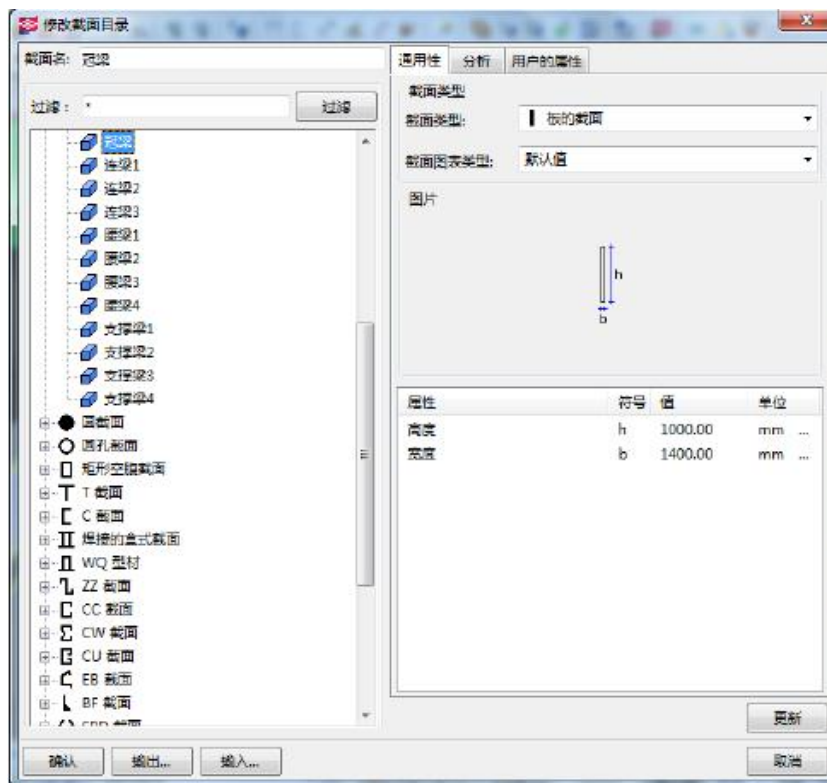 修改截面目录
截面名: 冠梁
过滤: *
过滤
冠梁
连梁1
连梁2
连梁3
腰梁1
腰梁2
腰梁3
腰梁4
支撑梁1
支撑梁2
支撑梁3
支撑梁4
圆截面
圆孔截面
矩形空腹截面
T 截面
C 截面
焊接的盒式截面
WQ 型材
ZZ 截面
CC 截面
CW 截面
CU 截面
EB 截面
BF 截面
确认
输出...
输入...
通用性
分析
用户的属性
截面类型
截面类型: 板的截面
截面图表类型: 默认值
图片
h
b
属性 符号 值 单位
高度 h 1000.00 mm ...
宽度 b 1400.00 mm ...
更新
取消